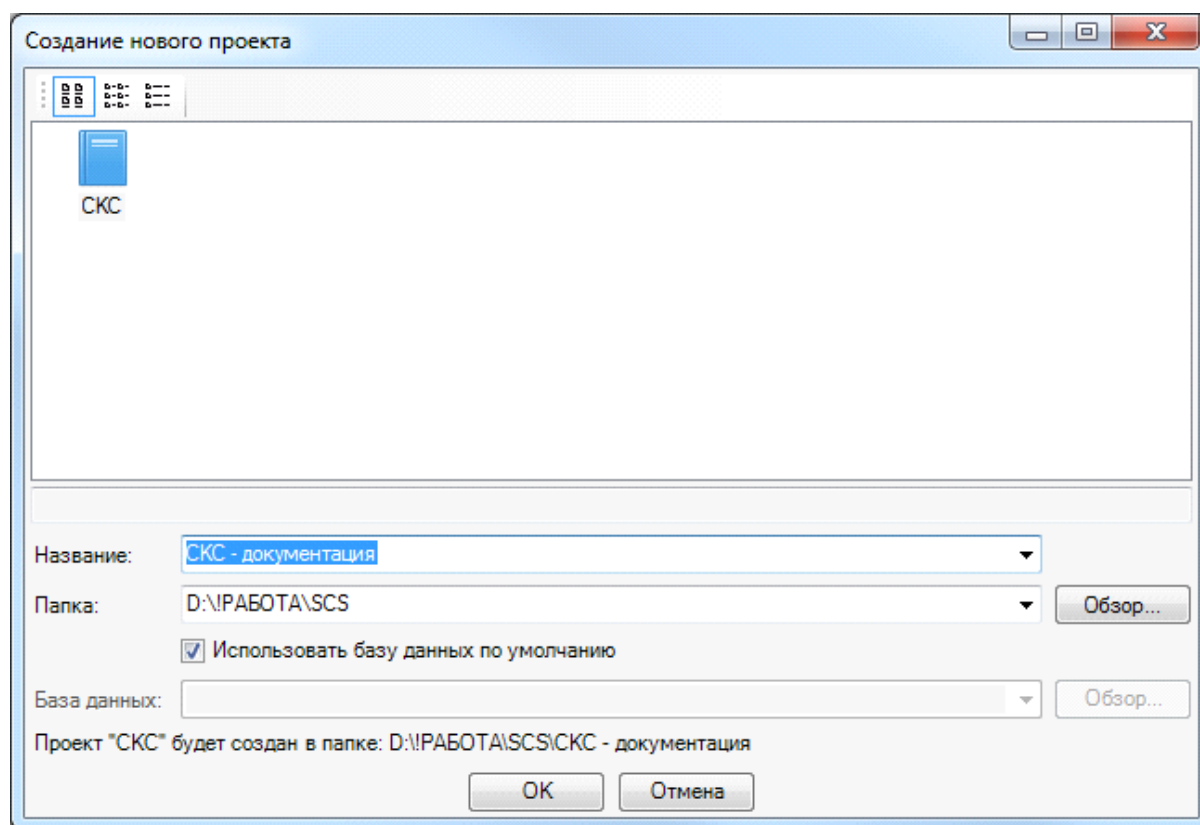 Создание нового проекта
СКС
Название: СКС - документация
Папка: D:\!РАБОТА\SCS Обзор...
Использовать базу данных по умолчанию
База данных: Обзор...
Проект "СКС" будет создан в папке: D:\!РАБОТА\SCS\СКС - документация
OK Отмена